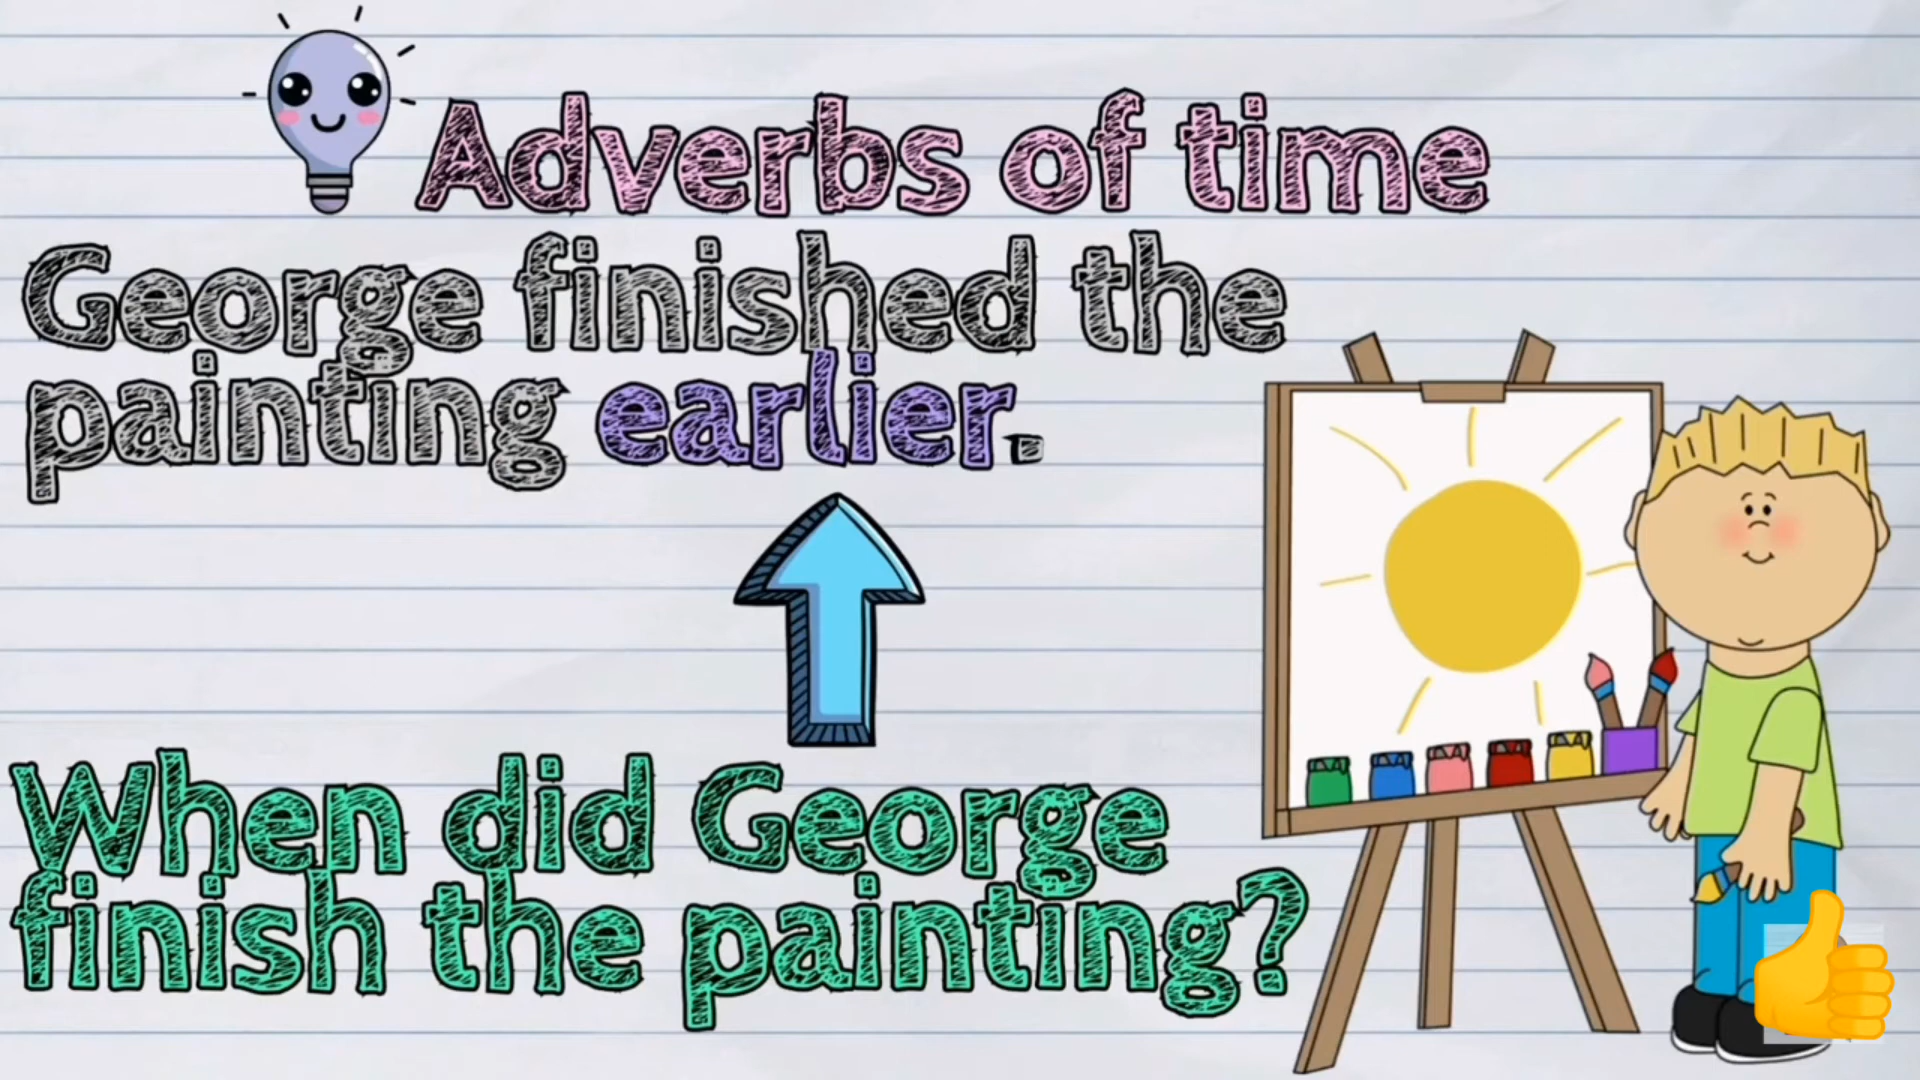 Adverbs of time
George finished the
painting earlier.
When did George
finish the painting?